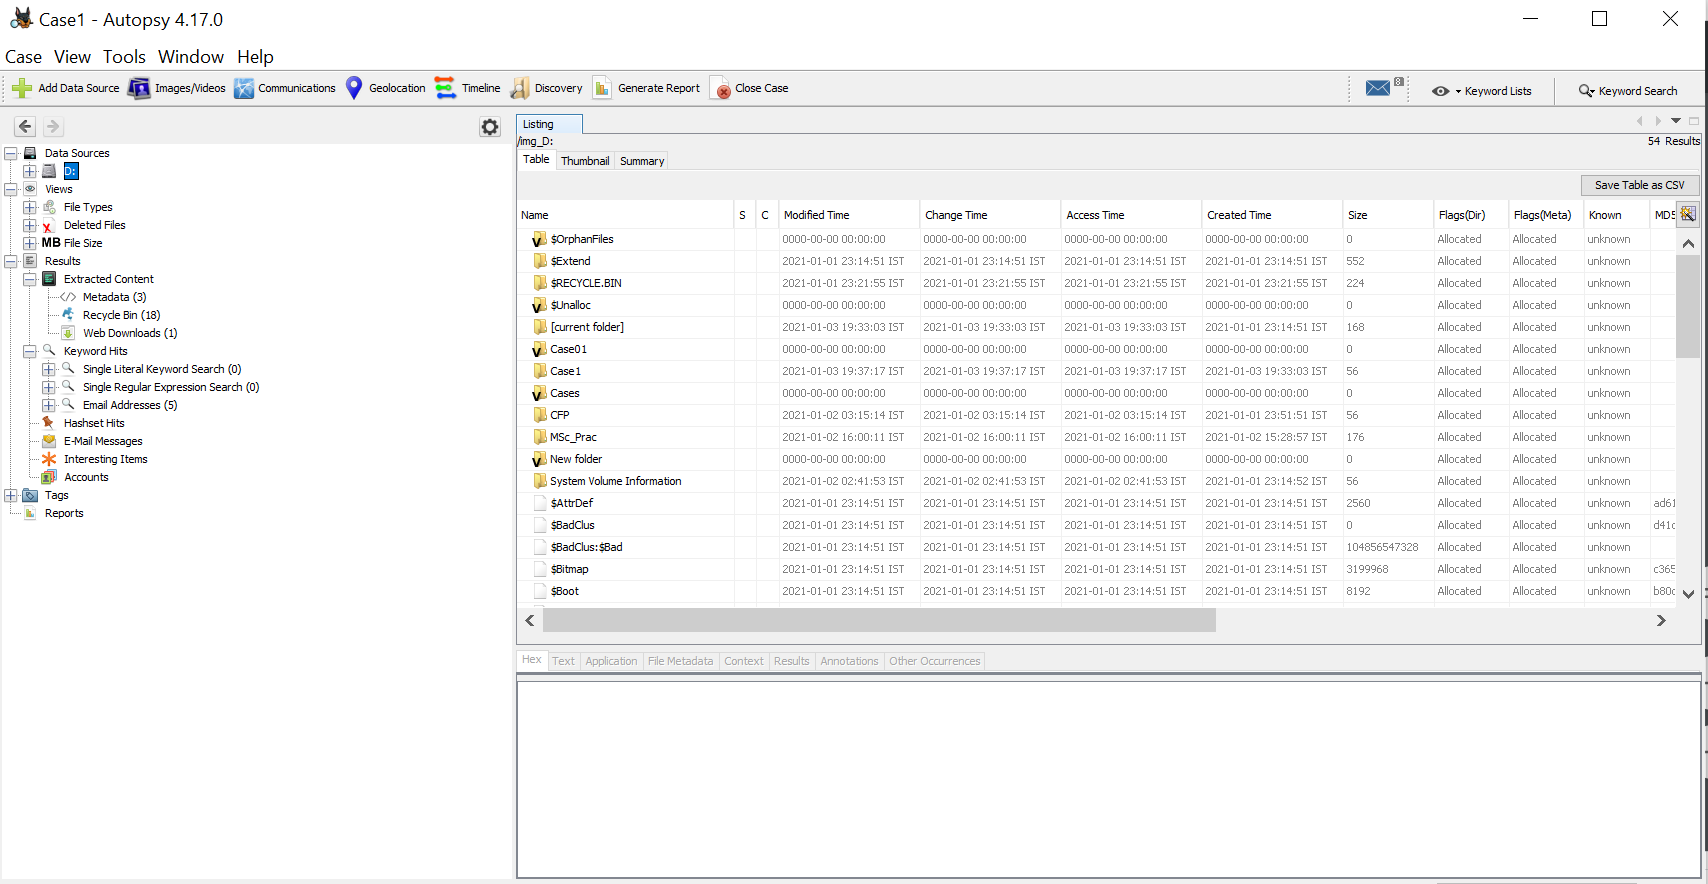 Case1 - Autopsy 4.17.0
Case View Tools Window Help
Add Data Source Images/Videos Communications Geolocation Timeline Discovery Generate Report Close Case 8 Keyword Lists Keyword Search
Data Sources
D:
Views
File Types
Deleted Files
MB File Size
Results
Extracted Content
Metadata (3)
Recycle Bin (18)
Web Downloads (1)
Keyword Hits
Single Literal Keyword Search (0)
Single Regular Expression Search (0)
Email Addresses (5)
Hashset Hits
E-Mail Messages
Interesting Items
Accounts
Tags
Reports
Listing
/img_D: 54 Results
Table Thumbnail Summary
Save Table as CSV
Name S C Modified Time Change Time Access Time Created Time Size Flags(Dir) Flags(Meta) Known MD5
$OrphanFiles 0000-00-00 00:00:00 0000-00-00 00:00:00 0000-00-00 00:00:00 0000-00-00 00:00:00 0 Allocated Allocated unknown
$Extend 2021-01-01 23:14:51 IST 2021-01-01 23:14:51 IST 2021-01-01 23:14:51 IST 2021-01-01 23:14:51 IST 552 Allocated Allocated unknown
$RECYCLE.BIN 2021-01-01 23:21:55 IST 2021-01-01 23:21:55 IST 2021-01-01 23:21:55 IST 2021-01-01 23:21:55 IST 224 Allocated Allocated unknown
$Unalloc 0000-00-00 00:00:00 0000-00-00 00:00:00 0000-00-00 00:00:00 0000-00-00 00:00:00 0 Allocated Allocated unknown
[current folder] 2021-01-03 19:33:03 IST 2021-01-03 19:33:03 IST 2021-01-03 19:33:03 IST 2021-01-01 23:14:51 IST 168 Allocated Allocated unknown
Case01 0000-00-00 00:00:00 0000-00-00 00:00:00 0000-00-00 00:00:00 0000-00-00 00:00:00 0 Allocated Allocated unknown
Case1 2021-01-03 19:37:17 IST 2021-01-03 19:37:17 IST 2021-01-03 19:37:17 IST 2021-01-03 19:33:03 IST 56 Allocated Allocated unknown
Cases 0000-00-00 00:00:00 0000-00-00 00:00:00 0000-00-00 00:00:00 0000-00-00 00:00:00 0 Allocated Allocated unknown
CFP 2021-01-02 03:15:14 IST 2021-01-02 03:15:14 IST 2021-01-02 03:15:14 IST 2021-01-01 23:51:51 IST 56 Allocated Allocated unknown
MSc_Prac 2021-01-02 16:00:11 IST 2021-01-02 16:00:11 IST 2021-01-02 16:00:11 IST 2021-01-02 15:28:57 IST 176 Allocated Allocated unknown
New folder 0000-00-00 00:00:00 0000-00-00 00:00:00 0000-00-00 00:00:00 0000-00-00 00:00:00 0 Allocated Allocated unknown
System Volume Information 2021-01-02 02:41:53 IST 2021-01-02 02:41:53 IST 2021-01-02 02:41:53 IST 2021-01-01 23:14:52 IST 56 Allocated Allocated unknown
$AttrDef 2021-01-01 23:14:51 IST 2021-01-01 23:14:51 IST 2021-01-01 23:14:51 IST 2021-01-01 23:14:51 IST 2560 Allocated Allocated unknown ad61
$BadClus 2021-01-01 23:14:51 IST 2021-01-01 23:14:51 IST 2021-01-01 23:14:51 IST 2021-01-01 23:14:51 IST 0 Allocated Allocated unknown d41d
$BadClus:$Bad 2021-01-01 23:14:51 IST 2021-01-01 23:14:51 IST 2021-01-01 23:14:51 IST 2021-01-01 23:14:51 IST 104856547328 Allocated Allocated unknown
$Bitmap 2021-01-01 23:14:51 IST 2021-01-01 23:14:51 IST 2021-01-01 23:14:51 IST 2021-01-01 23:14:51 IST 3199968 Allocated Allocated unknown c365
$Boot 2021-01-01 23:14:51 IST 2021-01-01 23:14:51 IST 2021-01-01 23:14:51 IST 2021-01-01 23:14:51 IST 8192 Allocated Allocated unknown b80c
Hex Text Application File Metadata Context Results Annotations Other Occurrences